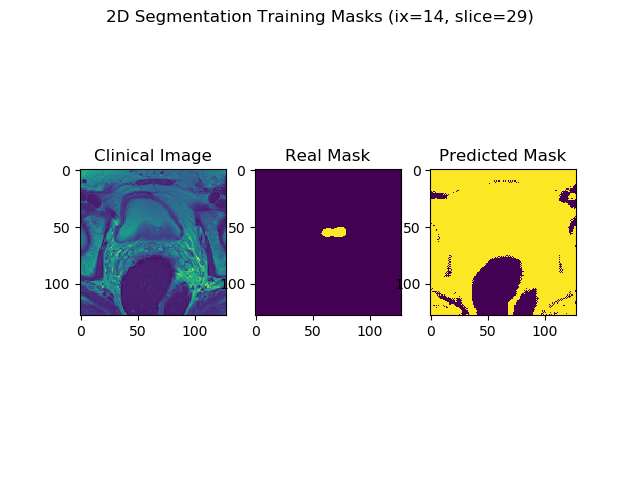 2D Segmentation Training Masks (ix=14, slice=29)
Clinical Image Real Mask Predicted Mask
0 0 0
50 50 50
100 100 100
0 50 100 0 50 100 0 50 100